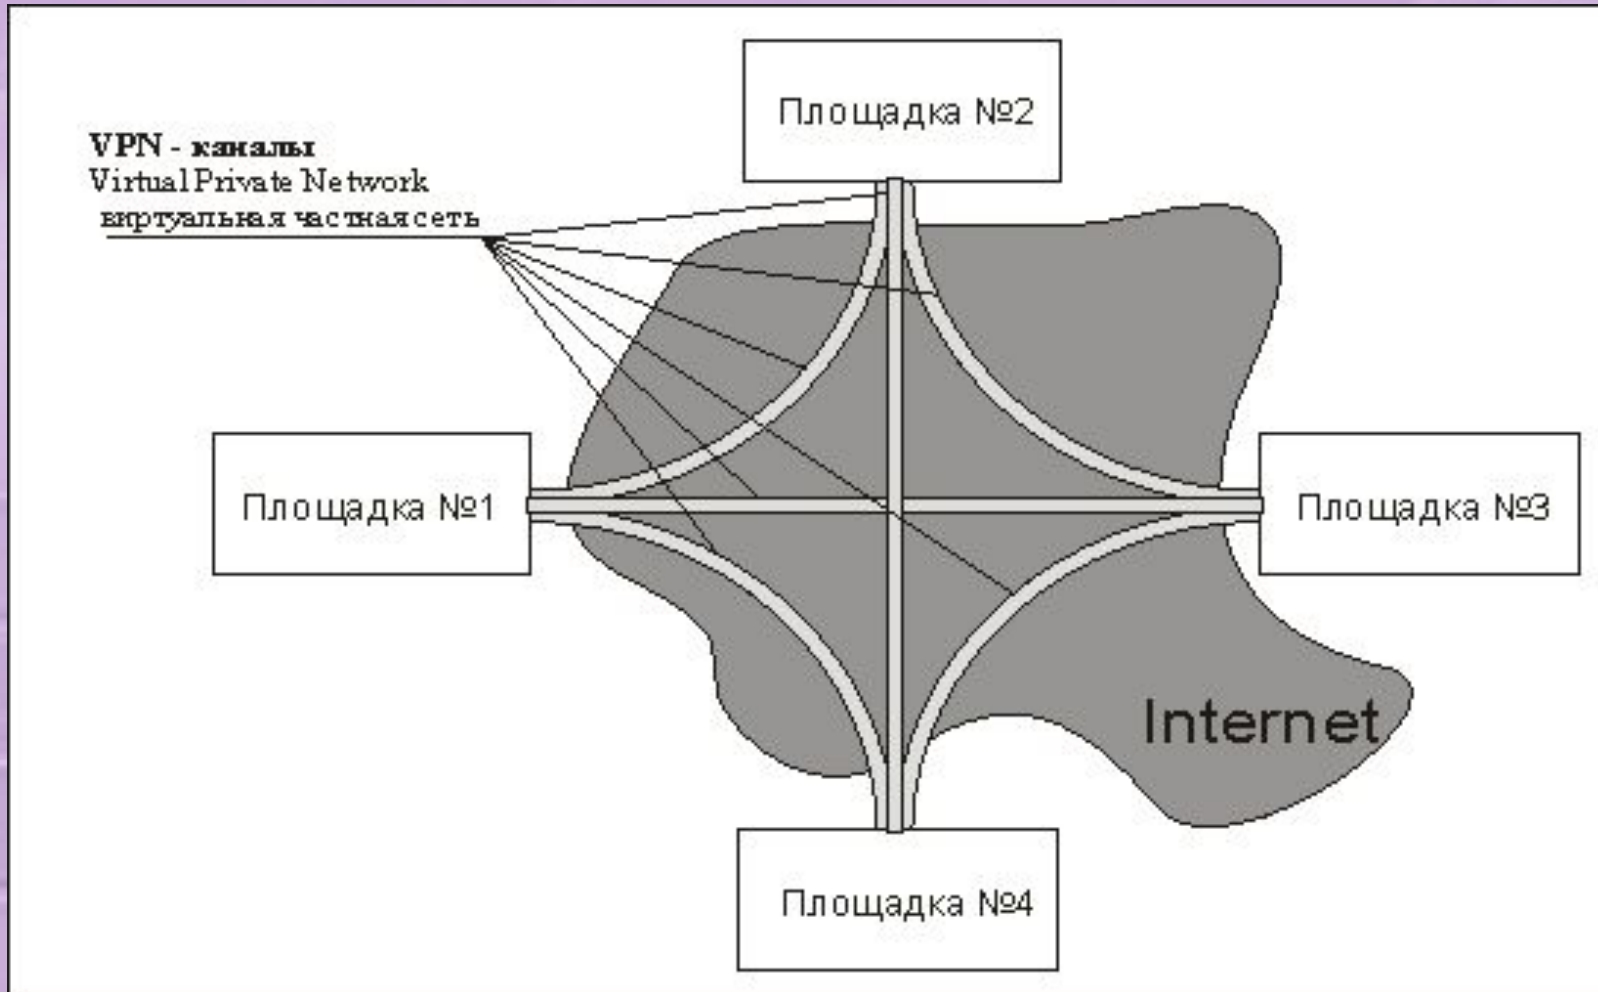 Площадка №2
VPN - каналы
Virtual Private Network
виртуальная частная сеть
Площадка №1
Площадка №3
Internet
Площадка №4